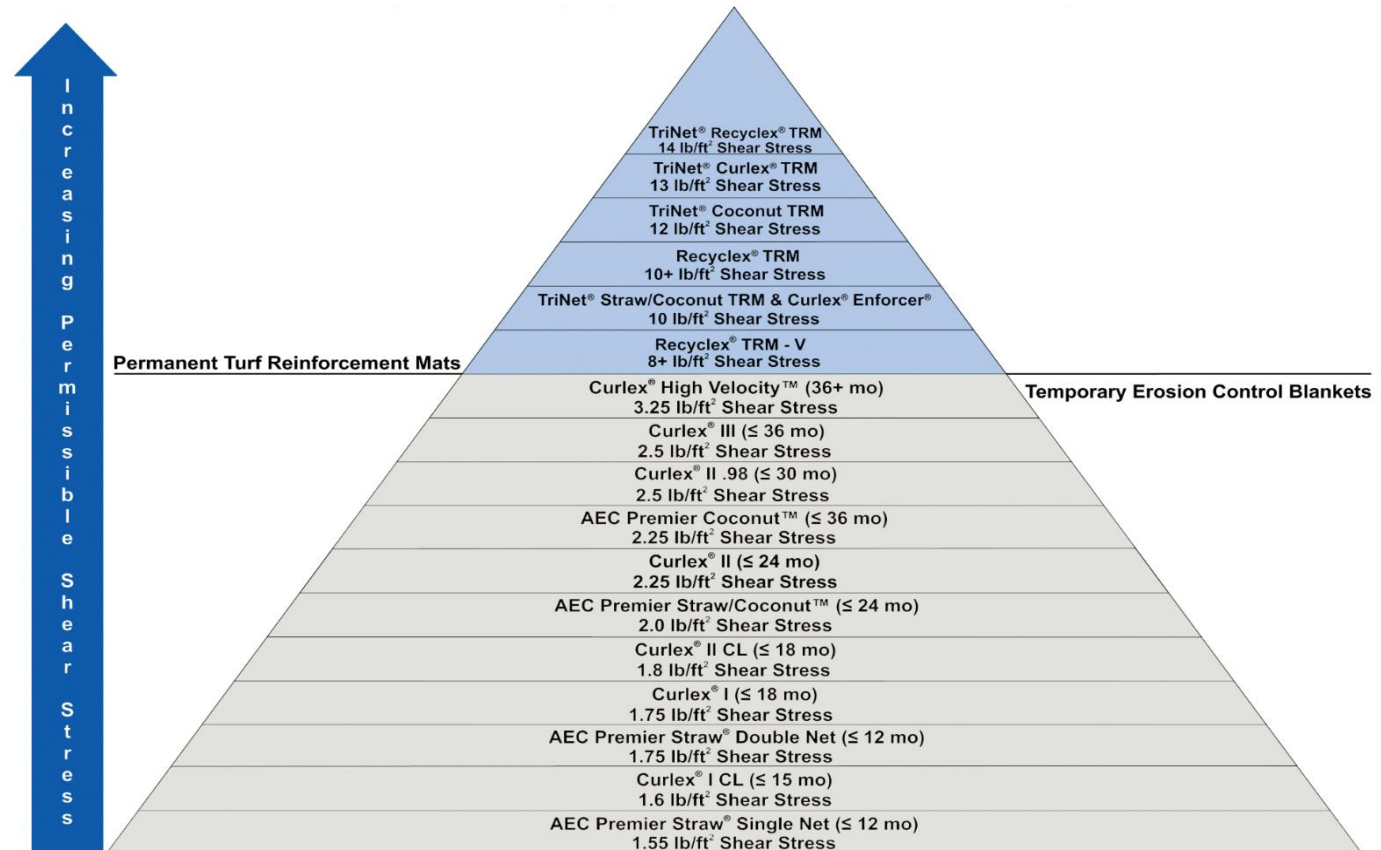 Increasing Permissible Shear Stress
TriNet® Recyclex® TRM
14 lb/ft² Shear Stress
TriNet® Curlex® TRM
13 lb/ft² Shear Stress
TriNet® Coconut TRM
12 lb/ft² Shear Stress
Recyclex® TRM
10+ lb/ft² Shear Stress
TriNet® Straw/Coconut TRM & Curlex® Enforcer®
10 lb/ft² Shear Stress
Recyclex® TRM - V
8+ lb/ft² Shear Stress
Permanent Turf Reinforcement Mats
Temporary Erosion Control Blankets
Curlex® High Velocity™ (36+ mo)
3.25 lb/ft² Shear Stress
Curlex® III (≤ 36 mo)
2.5 lb/ft² Shear Stress
Curlex® II .98 (≤ 30 mo)
2.5 lb/ft² Shear Stress
AEC Premier Coconut™ (≤ 36 mo)
2.25 lb/ft² Shear Stress
Curlex® II (≤ 24 mo)
2.25 lb/ft² Shear Stress
AEC Premier Straw/Coconut™ (≤ 24 mo)
2.0 lb/ft² Shear Stress
Curlex® II CL (≤ 18 mo)
1.8 lb/ft² Shear Stress
Curlex® I (≤ 18 mo)
1.75 lb/ft² Shear Stress
AEC Premier Straw® Double Net (≤ 12 mo)
1.75 lb/ft² Shear Stress
Curlex® I CL (≤ 15 mo)
1.6 lb/ft² Shear Stress
AEC Premier Straw® Single Net (≤ 12 mo)
1.55 lb/ft² Shear Stress